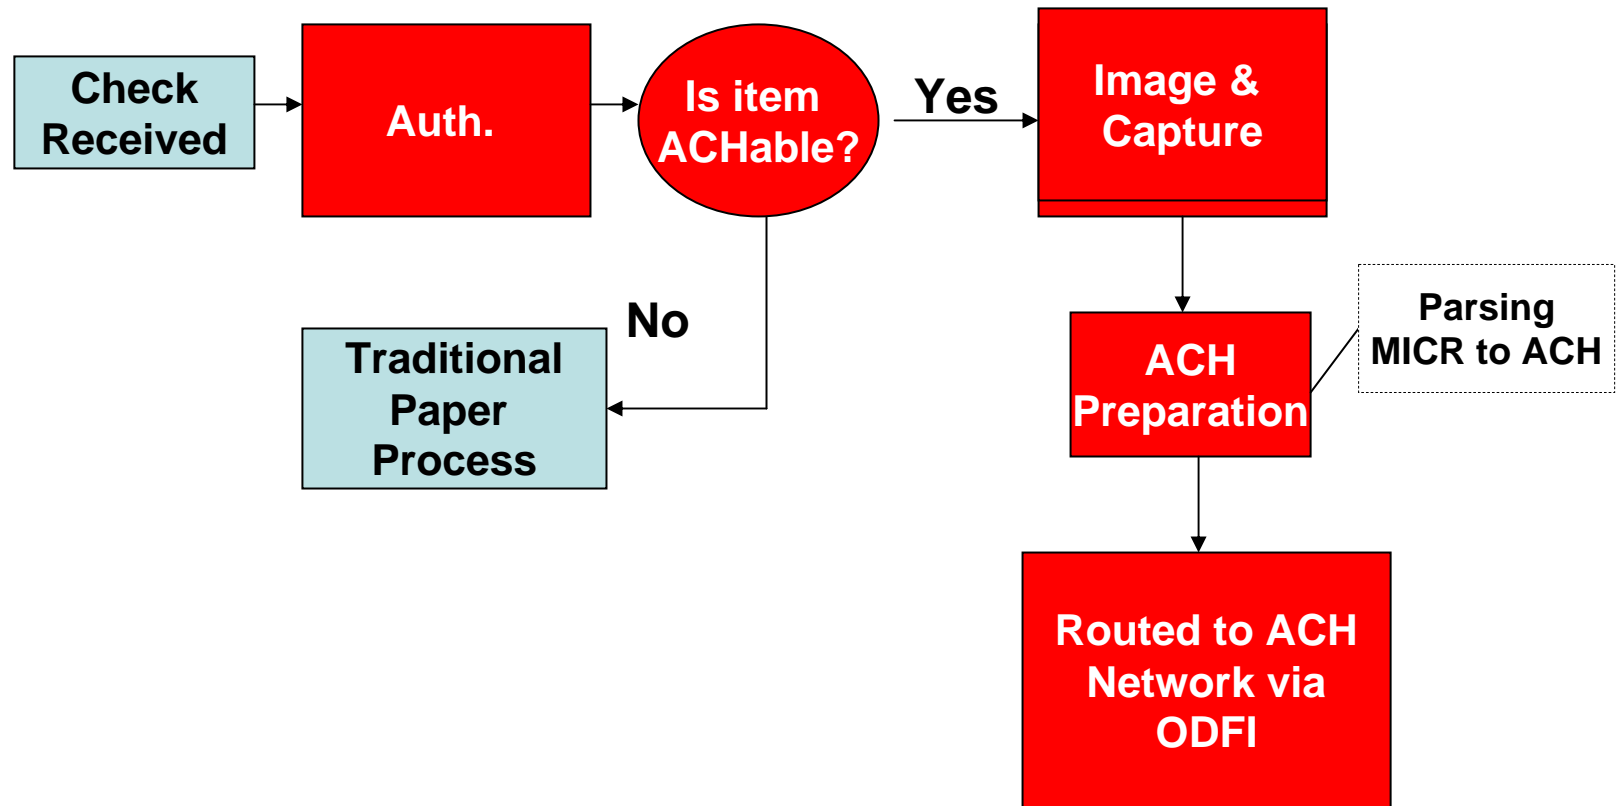 Check
Received
Auth.
Is item
ACHable?
Yes
Image &
Capture
No
Traditional
Paper
Process
ACH
Preparation
Parsing
MICR to ACH
Routed to ACH
Network via
ODFI